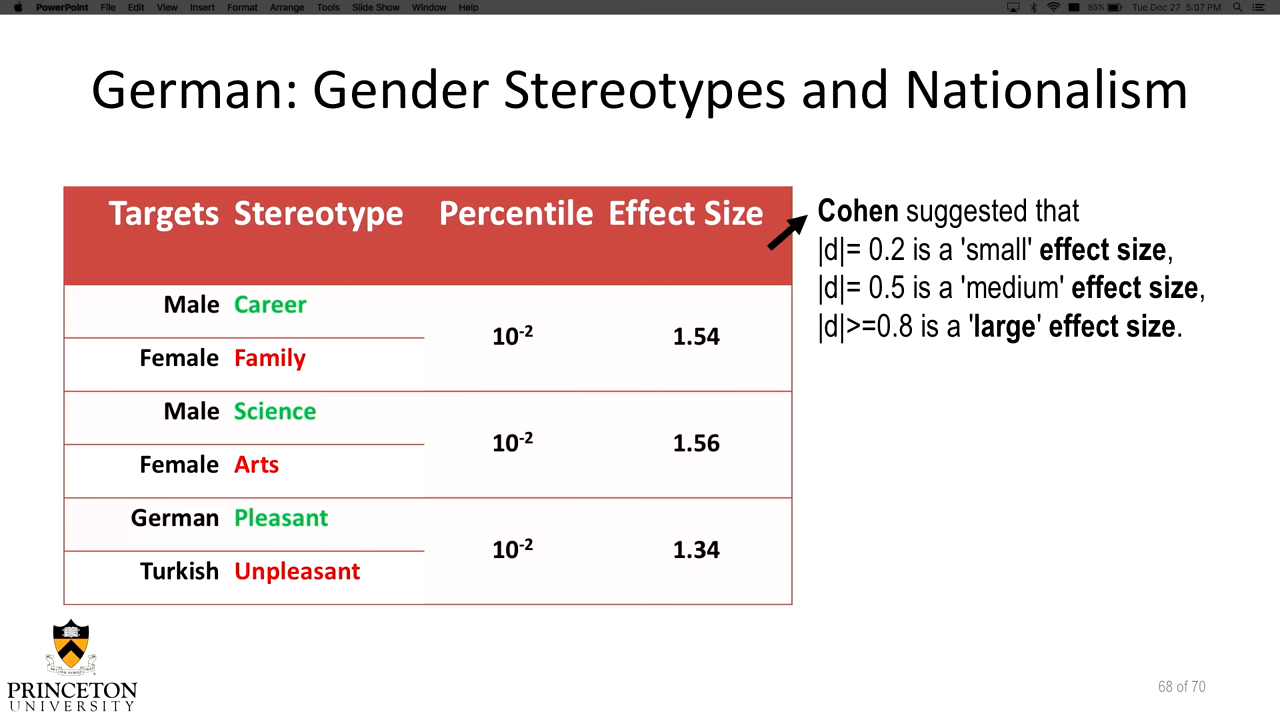 PowerPoint File Edit View Insert Format Arrange Tools Slide Show Window Help 85% Tue Dec 27 5:07 PM
German: Gender Stereotypes and Nationalism
Targets Stereotype Percentile Effect Size
Male Career
10-2 1.54
Female Family
Male Science
10-2 1.56
Female Arts
German Pleasant
10-2 1.34
Turkish Unpleasant
Cohen suggested that
|d|= 0.2 is a 'small' effect size,
|d|= 0.5 is a 'medium' effect size,
|d|>=0.8 is a 'large' effect size.
PRINCETON
UNIVERSITY
68 of 70